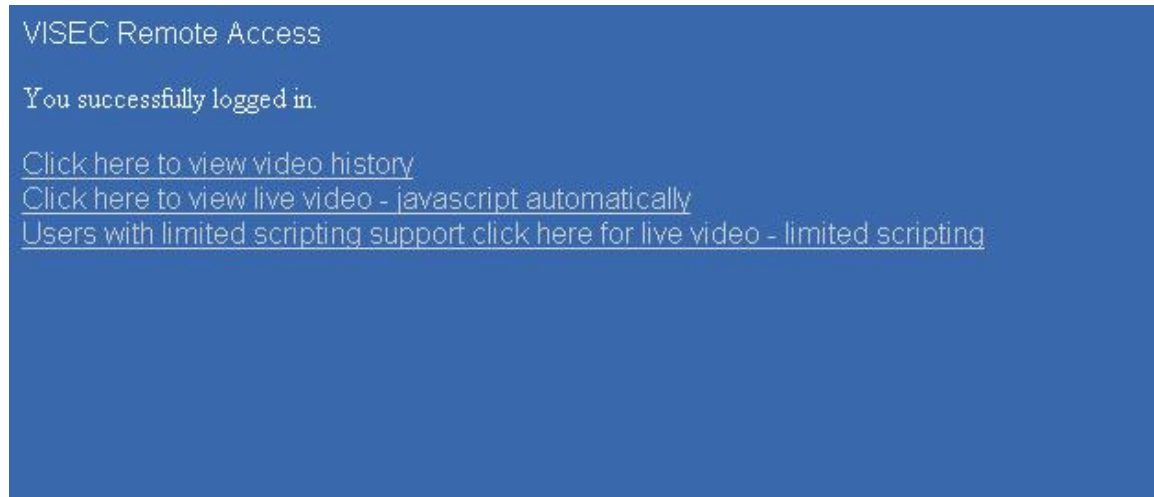 VISEC Remote Access
You successfully logged in.
Click here to view video history
Click here to view live video - javascript automatically
Users with limited scripting support click here for live video - limited scripting